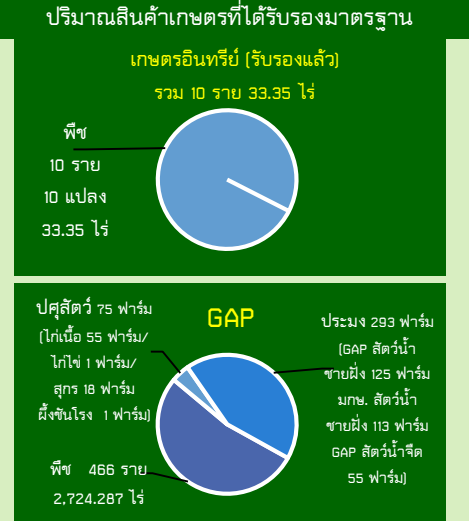 ปริมาณสินค้าเกษตรที่ได้รับรองมาตรฐาน
เกษตรอินทรีย์ (รับรองแล้ว)
รวม 10 ราย 33.35 ไร่
พืช
10 ราย
10 แปลง
33.35 ไร่
GAP
ปศุสัตว์ 75 ฟาร์ม
(ไก่เนื้อ 55 ฟาร์ม/
ไก่ไข่ 1 ฟาร์ม/
สุกร 18 ฟาร์ม
ผึ้งชันโรง 1 ฟาร์ม)
ประมง 293 ฟาร์ม
(GAP สัตว์น้ำ
ชายฝั่ง 125 ฟาร์ม
มกษ. สัตว์น้ำ
ชายฝั่ง 113 ฟาร์ม
GAP สัตว์น้ำจืด
55 ฟาร์ม)
พืช 466 ราย
2,724.287 ไร่